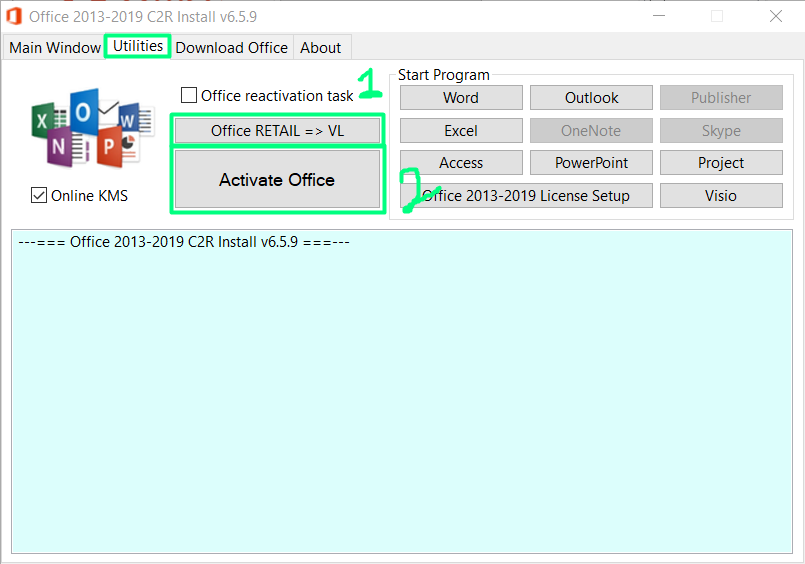 Office 2013-2019 C2R Install v6.5.9
Main Window Utilities Download Office About
Office reactivation task 1
Office RETAIL => VL
Activate Office
2
Online KMS
Start Program
Word Outlook Publisher
Excel OneNote Skype
Access PowerPoint Project
Office 2013-2019 License Setup Visio
X O W N P
---=== Office 2013-2019 C2R Install v6.5.9 ===---